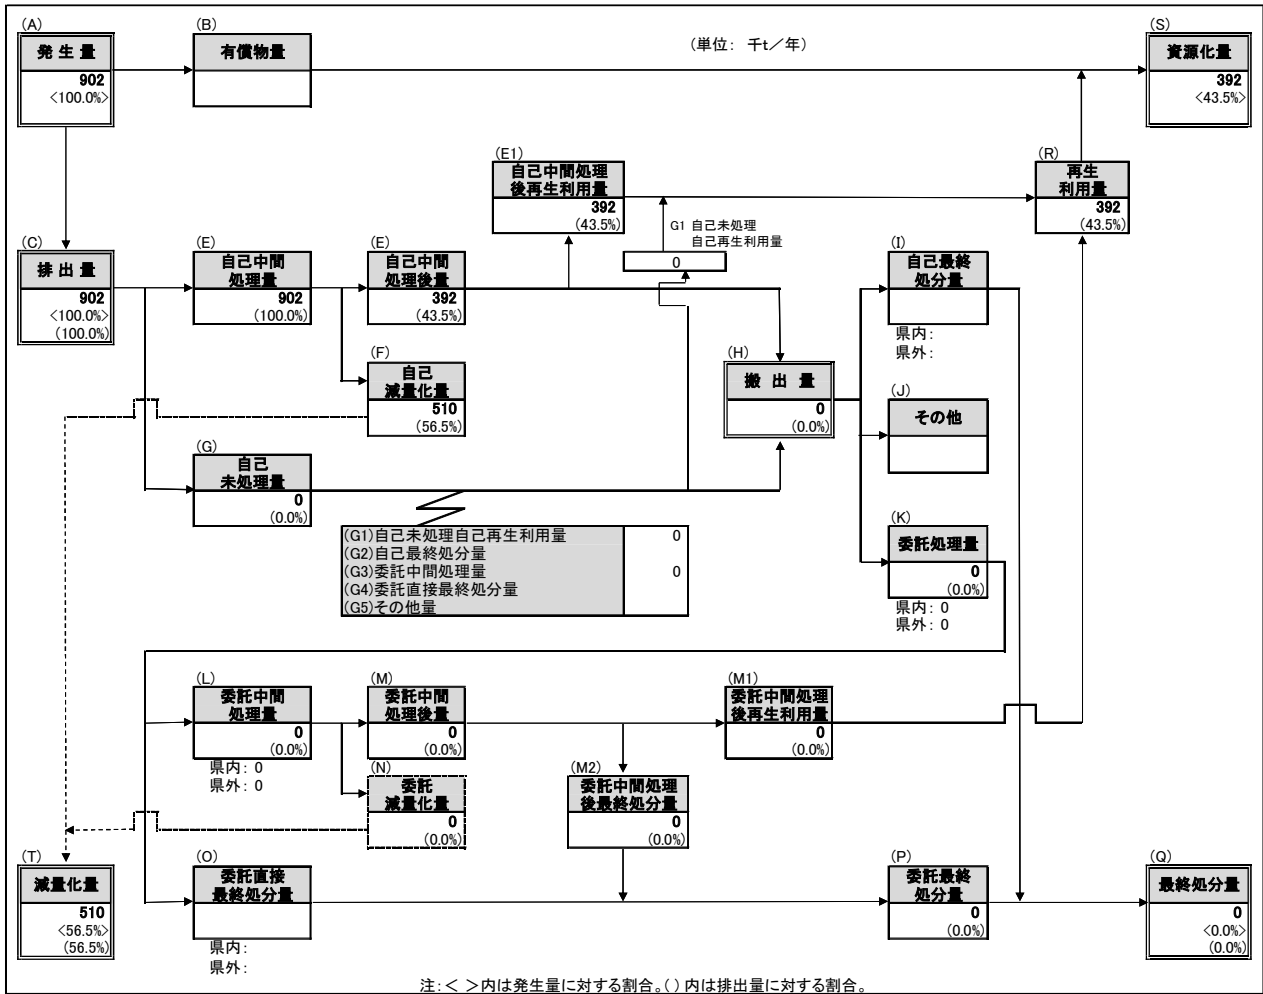 (A)
発 生 量
902
<100.0%>
(B)
有償物量
(単位： 千t／年)
(S)
資源化量
392
<43.5%>
(E1)
自己中間処理
後再生利用量
392
(43.5%)
(R)
再生
利用量
392
(43.5%)
G1 自己未処理
自己再生利用量
0
(C)
排 出 量
902
<100.0%>
(100.0%)
(E)
自己中間
処理量
902
(100.0%)
(E)
自己中間
処理後量
392
(43.5%)
(I)
自己最終
処分量
県内：
県外：
(F)
自己
減量化量
510
(56.5%)
(H)
搬 出 量
0
(0.0%)
(J)
その他
(G)
自己
未処理量
0
(0.0%)
(G1)自己未処理自己再生利用量 0
(G2)自己最終処分量
(G3)委託中間処理量 0
(G4)委託直接最終処分量
(G5)その他量
(K)
委託処理量
0
(0.0%)
県内： 0
県外： 0
(L)
委託中間
処理量
0
(0.0%)
県内： 0
県外： 0
(M)
委託中間
処理後量
0
(0.0%)
(M1)
委託中間処理
後再生利用量
0
(0.0%)
(N)
委託
減量化量
0
(0.0%)
(M2)
委託中間処理
後最終処分量
0
(0.0%)
(T)
減量化量
510
<56.5%>
(56.5%)
(O)
委託直接
最終処分量
県内：
県外：
(P)
委託最終
処分量
0
(0.0%)
(Q)
最終処分量
0
<0.0%>
(0.0%)
注：< >内は発生量に対する割合。( ) 内は排出量に対する割合。